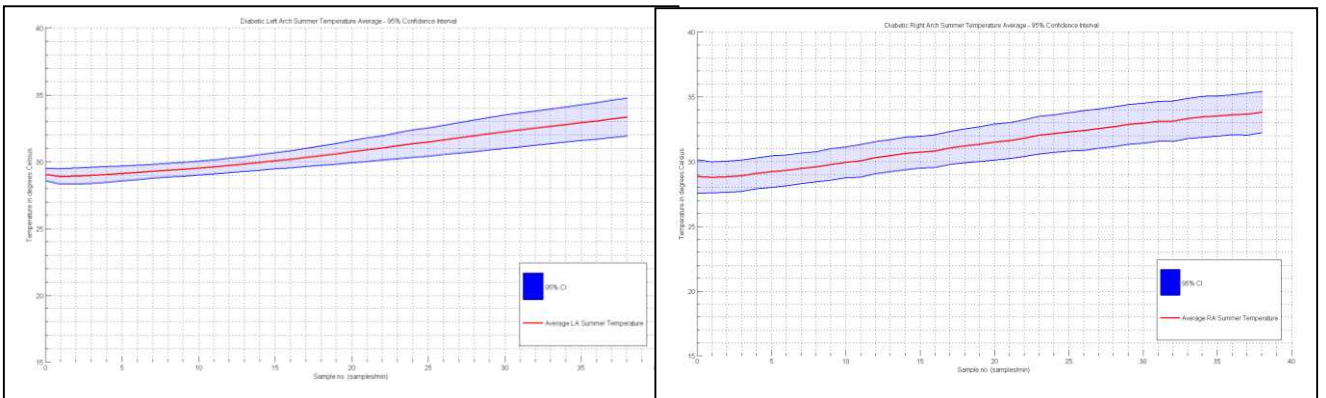 Diabetic Left Arch Summer Temperature Average - 95% Confidence Interval
40
35
30
25
20
15
Temperature in degrees Celsius
0
5
10
15
20
25
30
35
Sample no. (samples/min)
95% CI
Average LA Summer Temperature
Diabetic Right Arch Summer Temperature Average - 95% Confidence Interval
40
35
30
25
20
15
Temperature in degrees Celsius
0
5
10
15
20
25
30
35
40
Sample no. (samples/min)
95% CI
Average RA Summer Temperature